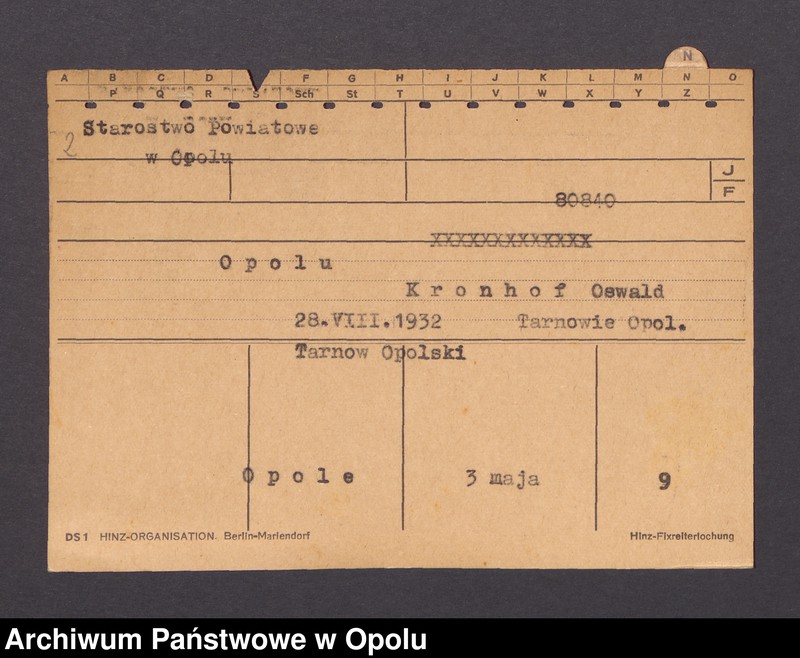 N
A B C D F G H I J K L M N O
P Q R S Sch St T U V W X Y Z
Starostwo Powiatowe
2
w Opolu
J
F
80840
XXXXXXXXXXXXX
Opolu
Kronhof Oswald
28.VIII.1932 Tarnowie Opol.
Tarnow Opolski
Opole 3 maja 9
DS1 HINZ-ORGANISATION Berlin-Mariendorf Hinz-Fixreiterlochung
Archiwum Państwowe w Opolu